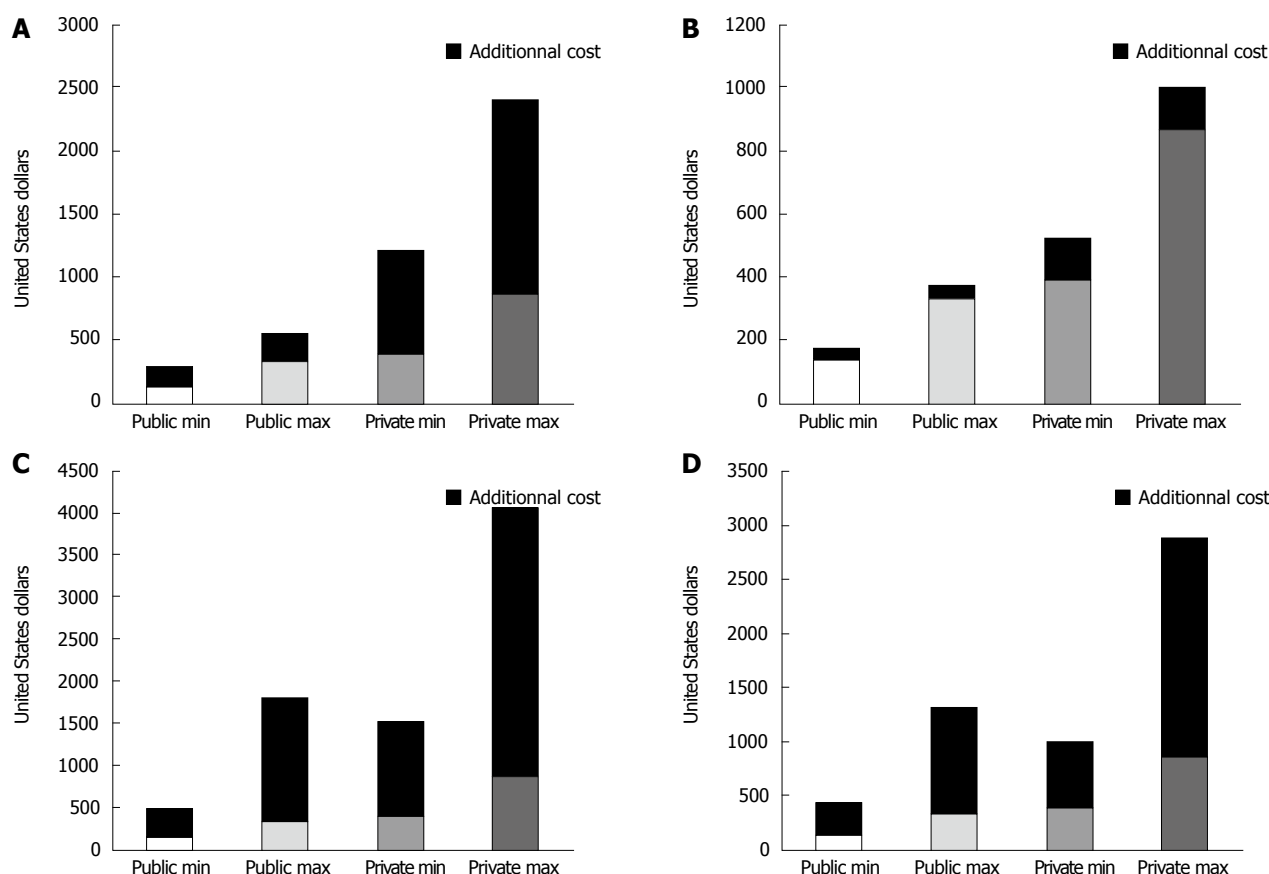 A
3000
2500
2000
1500
1000
500
0
United States dollars
Additionnal cost
Public min Public max Private min Private max
B
1200
1000
800
600
400
200
0
United States dollars
Additionnal cost
Public min Public max Private min Private max
C
4500
4000
3500
3000
2500
2000
1500
1000
500
0
United States dollars
Additionnal cost
Public min Public max Private min Private max
D
3500
3000
2500
2000
1500
1000
500
0
United States dollars
Additionnal cost
Public min Public max Private min Private max